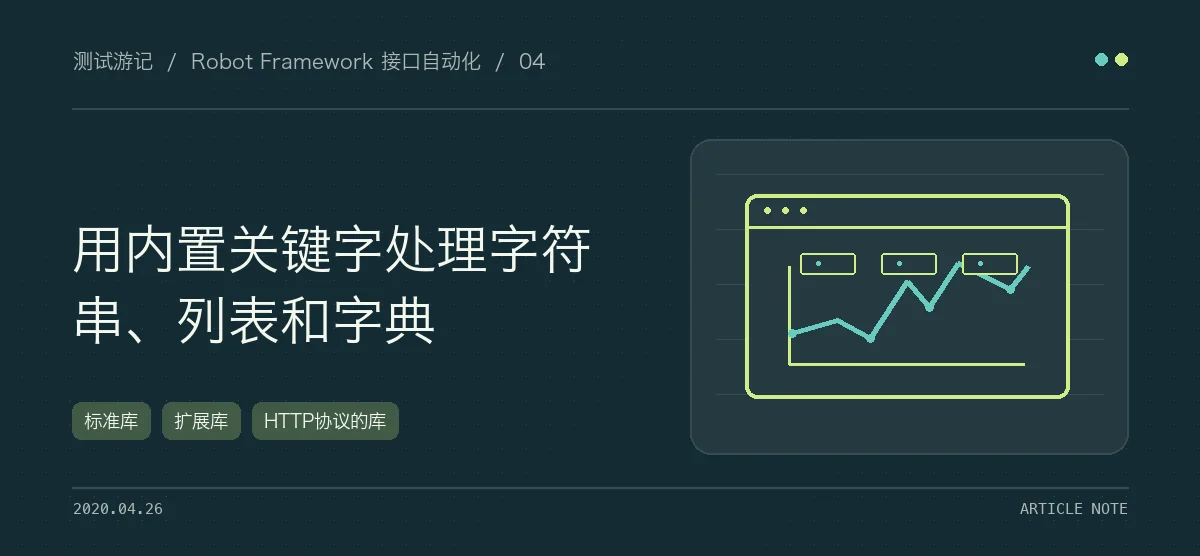 测试游记 / Robot Framework 接口自动化 / 04
用内置关键字处理字符
串、列表和字典
标准库 扩展库 HTTP协议的库
2020.04.26 ARTICLE NOTE